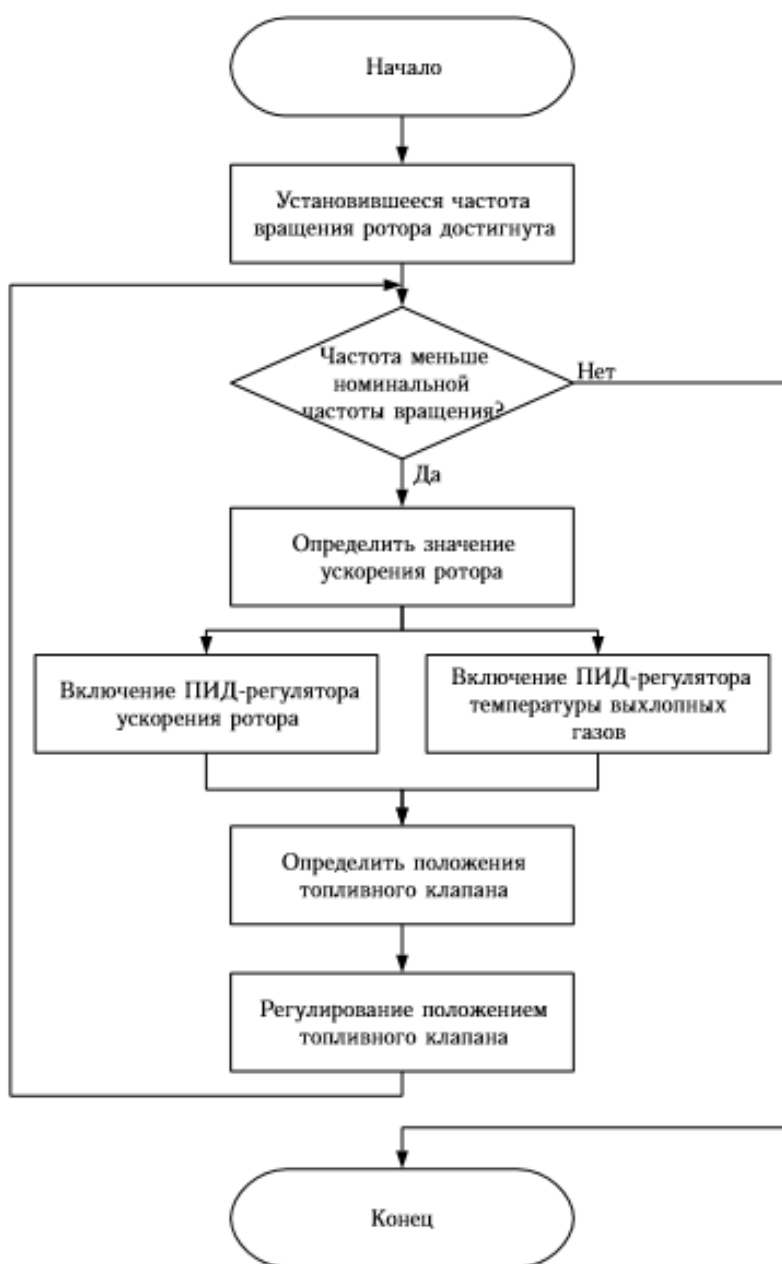 Начало
Установившееся частота
вращения ротора достигнута
Частота меньше
номинальной
частоты вращения?
Нет
Да
Определить значение
ускорения ротора
Включение ПИД-регулятора
ускорения ротора
Включение ПИД-регулятора
температуры выхлопных
газов
Определить положения
топливного клапана
Регулирование положением
топливного клапана
Конец